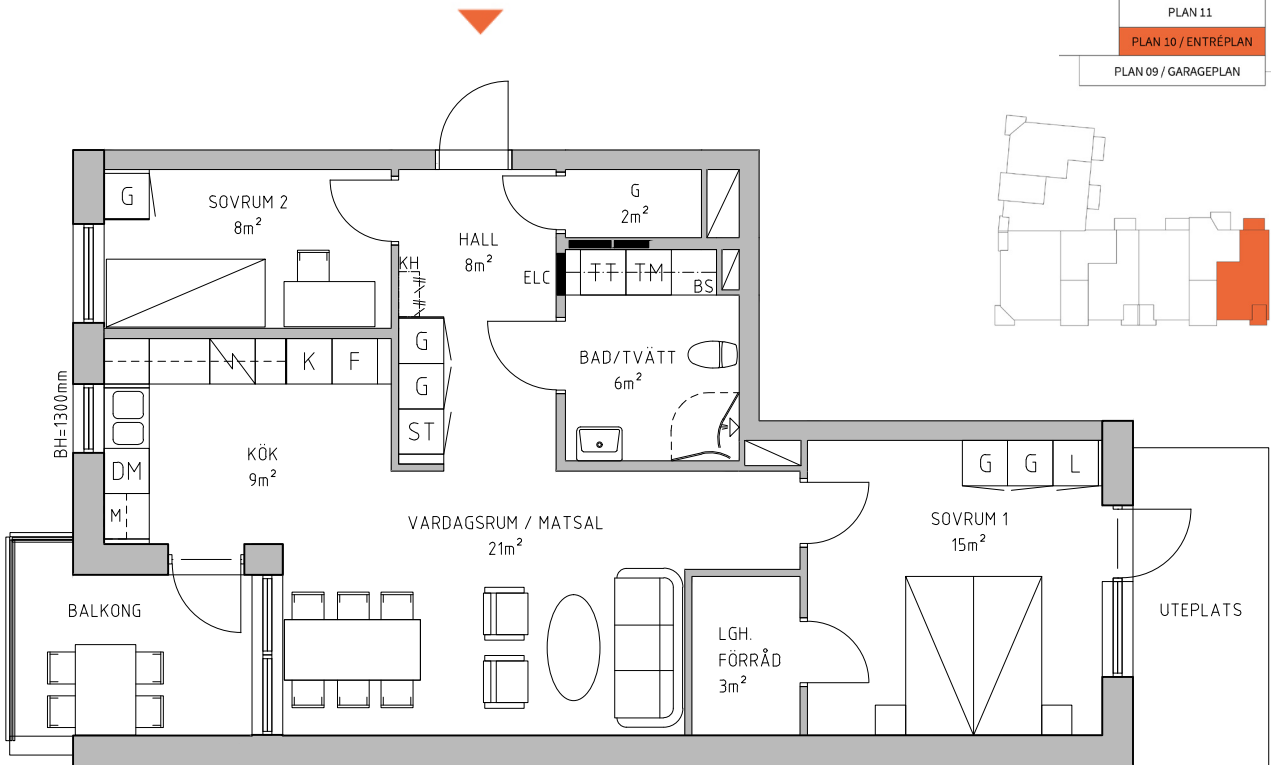 PLAN 11
PLAN 10 / ENTRÉPLAN
PLAN 09 / GARAGEPLAN
G
SOVRUM 2
8m²
G
2m²
HALL
8m²
KH
ELC
TT
TM
BS
G
G
ST
K
F
BAD/TVÄTT
6m²
BH=1300mm
DM
M
KÖK
9m²
G
G
L
VARDAGSRUM / MATSAL
21m²
SOVRUM 1
15m²
BALKONG
LGH.
FÖRRÅD
3m²
UTEPLATS